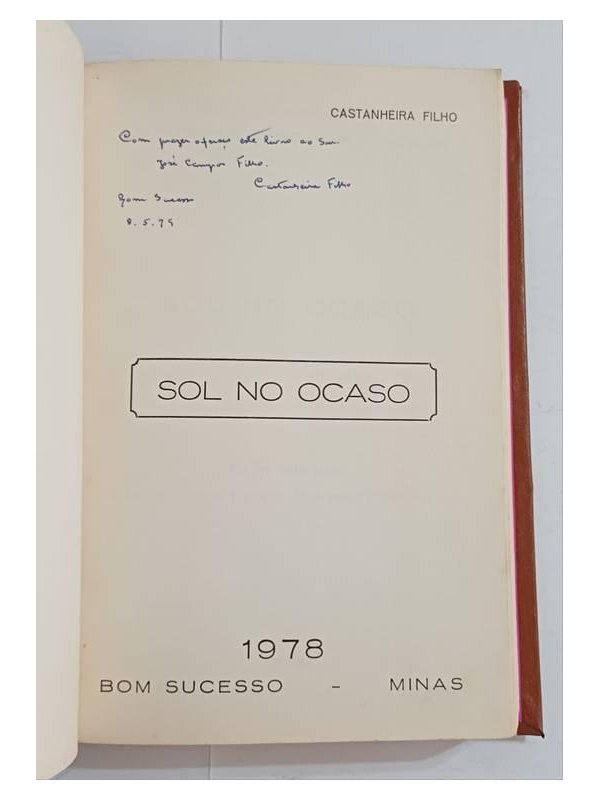 CASTANHEIRA FILHO
Com prazer ofereço este livro ao Snr.
José Campos Filho.
Castanheira Filho
Bom Sucesso
8.5.79
SOL NO OCASO
1978
BOM SUCESSO - MINAS